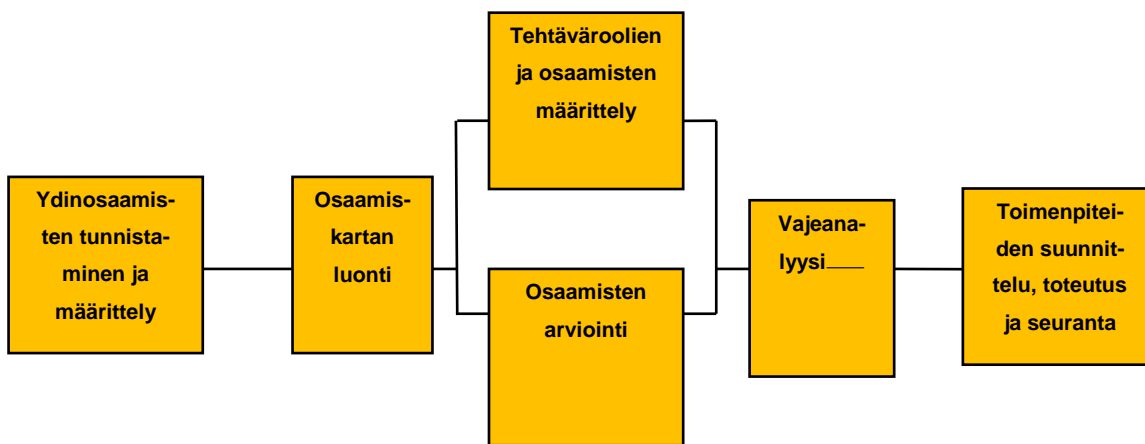 Ydinosaamis-
ten tunnista-
minen ja
määrittely
Osaamis-
kartan
luonti
Tehtäväroolien
ja osaamisten
määrittely
Osaamisten
arviointi
Vajeana-
lyysi
Toimenpitei-
den suunnit-
telu, toteutus
ja seuranta